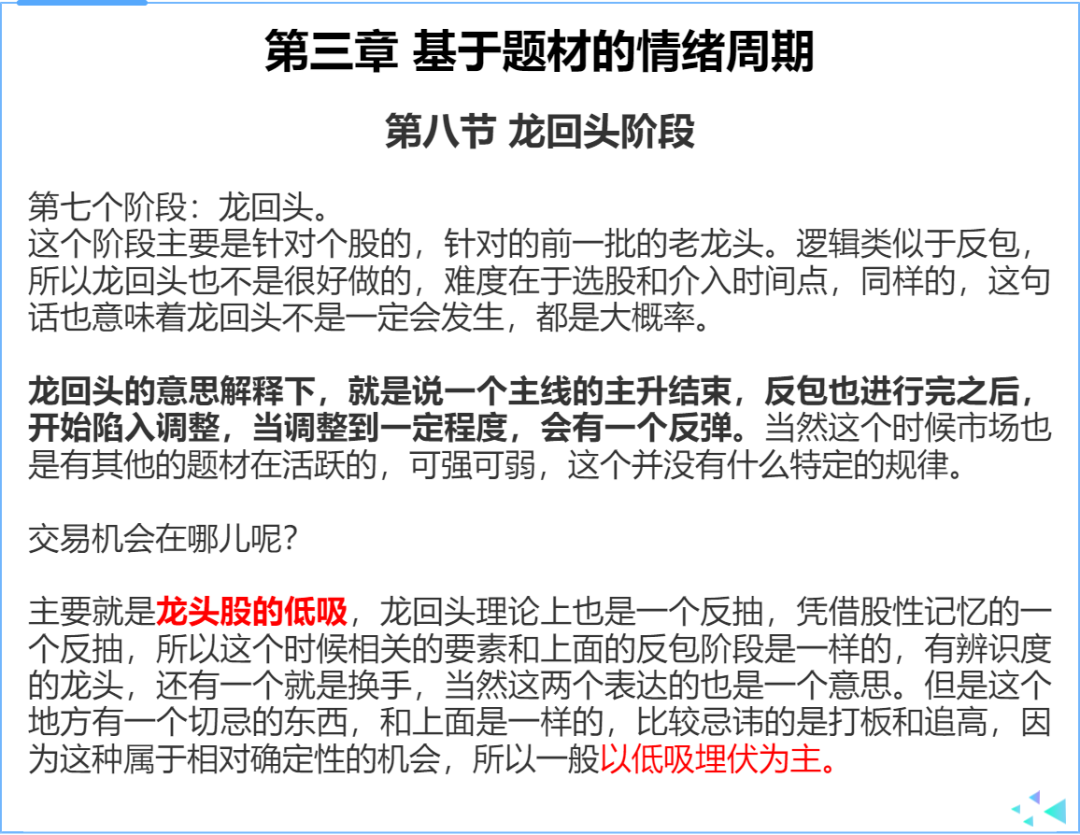 第三章 基于题材的情绪周期
第八节 龙回头阶段
第七个阶段：龙回头。
这个阶段主要是针对个股的，针对的前一批的老龙头。逻辑类似于反包，
所以龙回头也不是很好做的，难度在于选股和介入时间点，同样的，这句
话也意味着龙回头不是一定会发生，都是大概率。
龙回头的意思解释下，就是说一个主线的主升结束，反包也进行完之后，
开始陷入调整，当调整到一定程度，会有一个反弹。当然这个时候市场也
是有其他的题材在活跃的，可强可弱，这个并没有什么特定的规律。
交易机会在哪儿呢？
主要就是龙头股的低吸，龙回头理论上也是一个反抽，凭借股性记忆的一
个反抽，所以这个时候相关的要素和上面的反包阶段是一样的，有辨识度
的龙头，还有一个就是换手，当然这两个表达的也是一个意思。但是这个
地方有一个切忌的东西，和上面是一样的，比较忌讳的是打板和追高，因
为这种属于相对确定性的机会，所以一般以低吸埋伏为主。